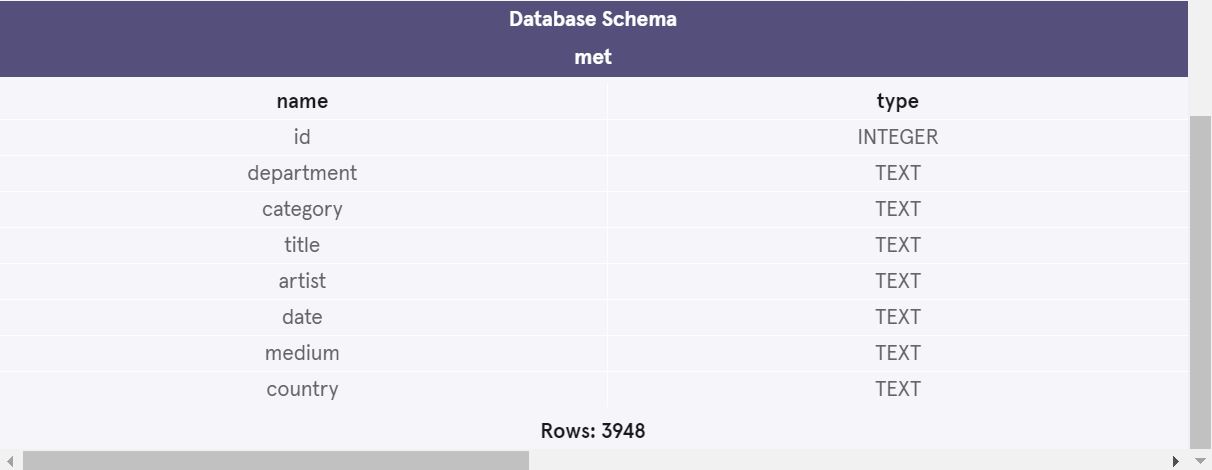 Database Schema
met
name type
id INTEGER
department TEXT
category TEXT
title TEXT
artist TEXT
date TEXT
medium TEXT
country TEXT
Rows: 3948